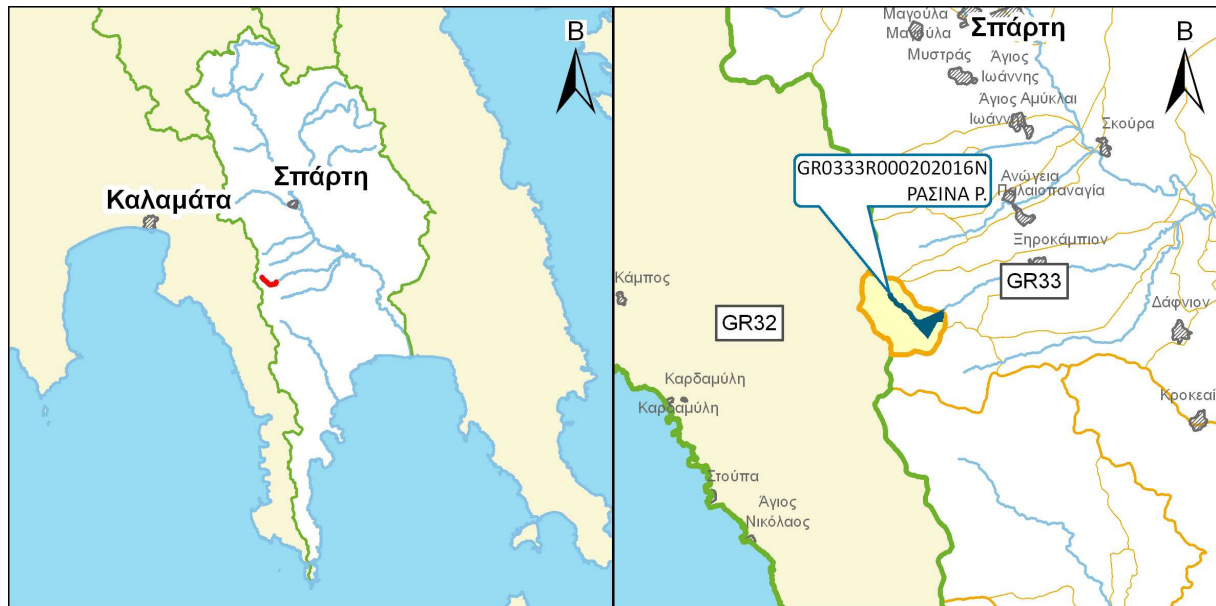 Β
Σπάρτη
Καλαμάτα
Μαγούλα
Μαγούλα
Σπάρτη
Β
Μυστράς
Άγιος
Ιωάννης
Άγιος
Ιωάννης
Αμύκλαι
Σκούρα
GR0333R000202016N
ΡΑΣΙΝΑ Ρ.
Ανώγεια
Παλαιοπαναγία
Ξηροκάμπιον
GR33
Κάμπος
GR32
Δάφνιον
Καρδαμύλη
Καρδαμύλη
Κροκεαί
Στούπα
Άγιος
Νικόλαος